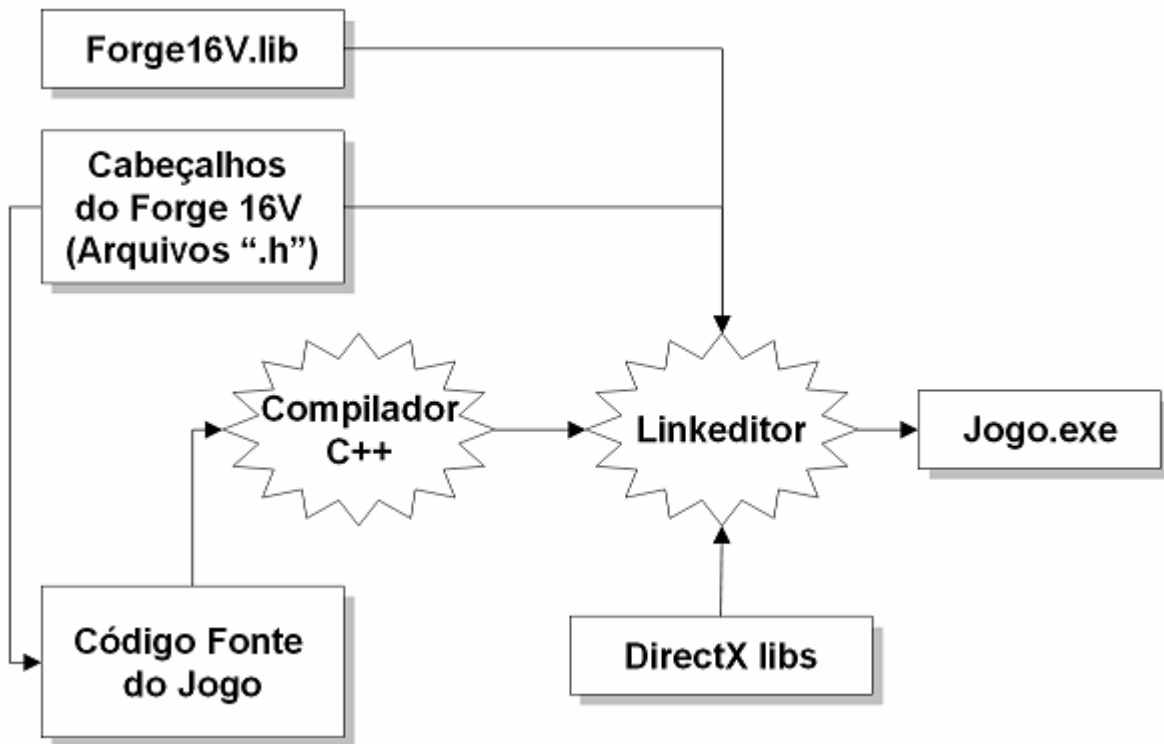 Forge16V.lib
Cabeçalhos
do Forge 16V
(Arquivos “.h”)
Compilador
C++
Linkeditor
Jogo.exe
Código Fonte
do Jogo
DirectX libs